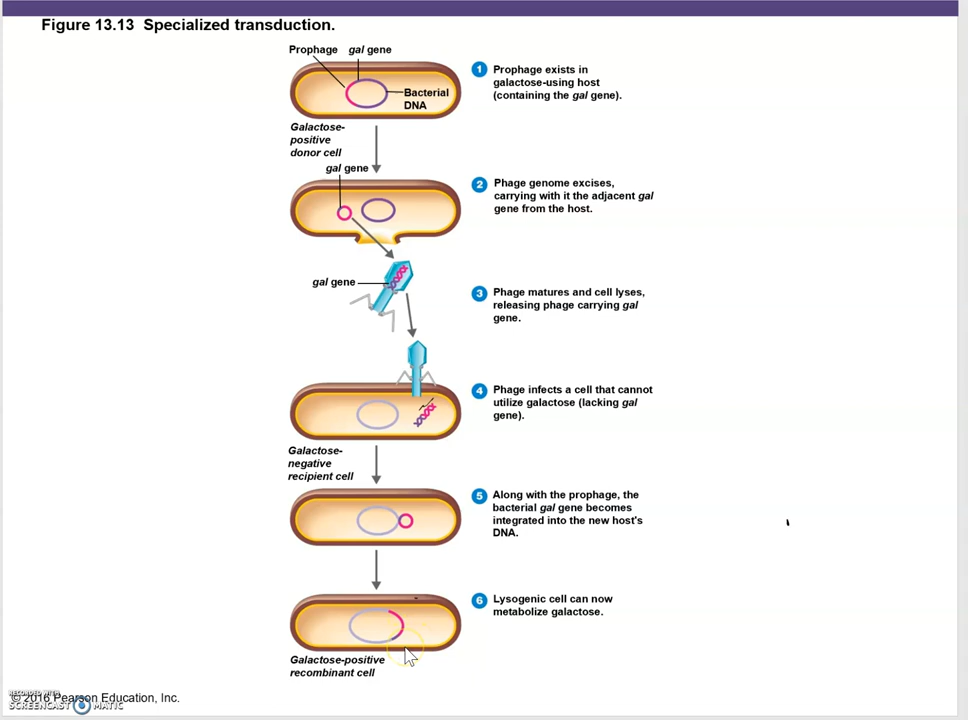 Figure 13.13 Specialized transduction.
Prophage gal gene
Bacterial
DNA
1 Prophage exists in
galactose-using host
(containing the gal gene).
Galactose-
positive
donor cell
gal gene
2 Phage genome excises,
carrying with it the adjacent gal
gene from the host.
gal gene
3 Phage matures and cell lyses,
releasing phage carrying gal
gene.
4 Phage infects a cell that cannot
utilize galactose (lacking gal
gene).
Galactose-
negative
recipient cell
5 Along with the prophage, the
bacterial gal gene becomes
integrated into the new host's
DNA.
6 Lysogenic cell can now
metabolize galactose.
Galactose-positive
recombinant cell
RECORDED WITH
© 2016 Pearson Education, Inc.
SCREENCAST MATIC